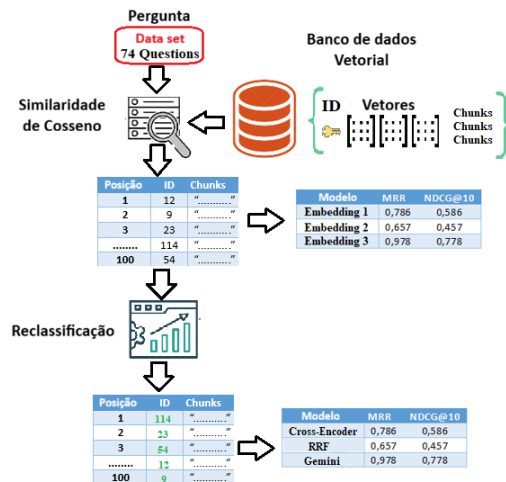 Pergunta
Data set
74 Questions
Banco de dados
Vetorial
Similaridade
de Cosseno
ID Vetores
Chunks
Chunks
Chunks
Posição ID Chunks
1 12 ".........."
2 9 ".........."
3 23 ".........."
........ 114 ".........."
100 54 ".........."
Modelo MRR NDCG@10
Embedding 1 0,786 0,586
Embedding 2 0,657 0,457
Embedding 3 0,978 0,778
Reclassificação
Posição ID Chunks
1 114 ".........."
2 23 ".........."
3 54 ".........."
........ 12 ".........."
100 9 ".........."
Modelo MRR NDCG@10
Cross-Encoder 0,786 0,586
RRF 0,657 0,457
Gemini 0,978 0,778